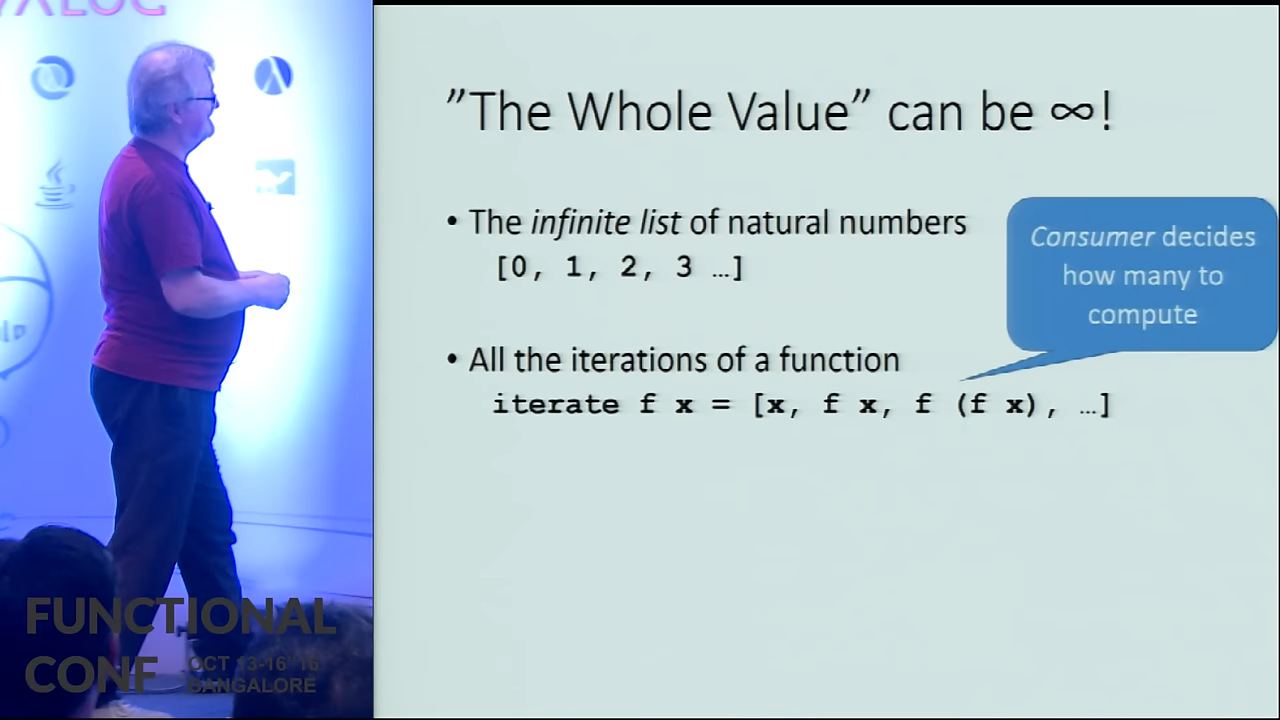 ”The Whole Value” can be ∞!
• The infinite list of natural numbers
[0, 1, 2, 3 …]
Consumer decides
how many to
compute
• All the iterations of a function
iterate f x = [x, f x, f (f x), …]
FUNCTIONAL
CONF OCT 13-16"16
BANGALORE